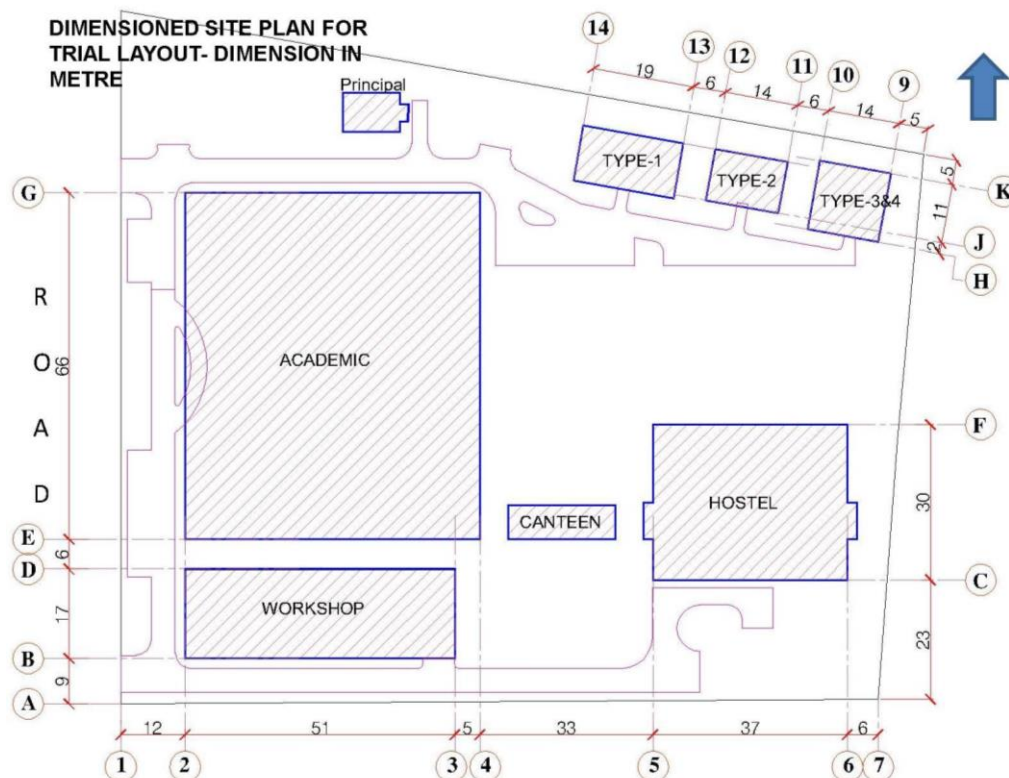 DIMENSIONED SITE PLAN FOR
TRIAL LAYOUT- DIMENSION IN
METRE
14
13
12
11
10
9
19
6
14
6
14
5
Principal
TYPE-1
TYPE-2
TYPE-3&4
5
11
2
K
J
H
G
R
O
A
D
66
ACADEMIC
F
HOSTEL
30
CANTEEN
E
6
D
WORKSHOP
17
C
23
B
9
A
12
51
5
33
37
6
1
2
3
4
5
6
7